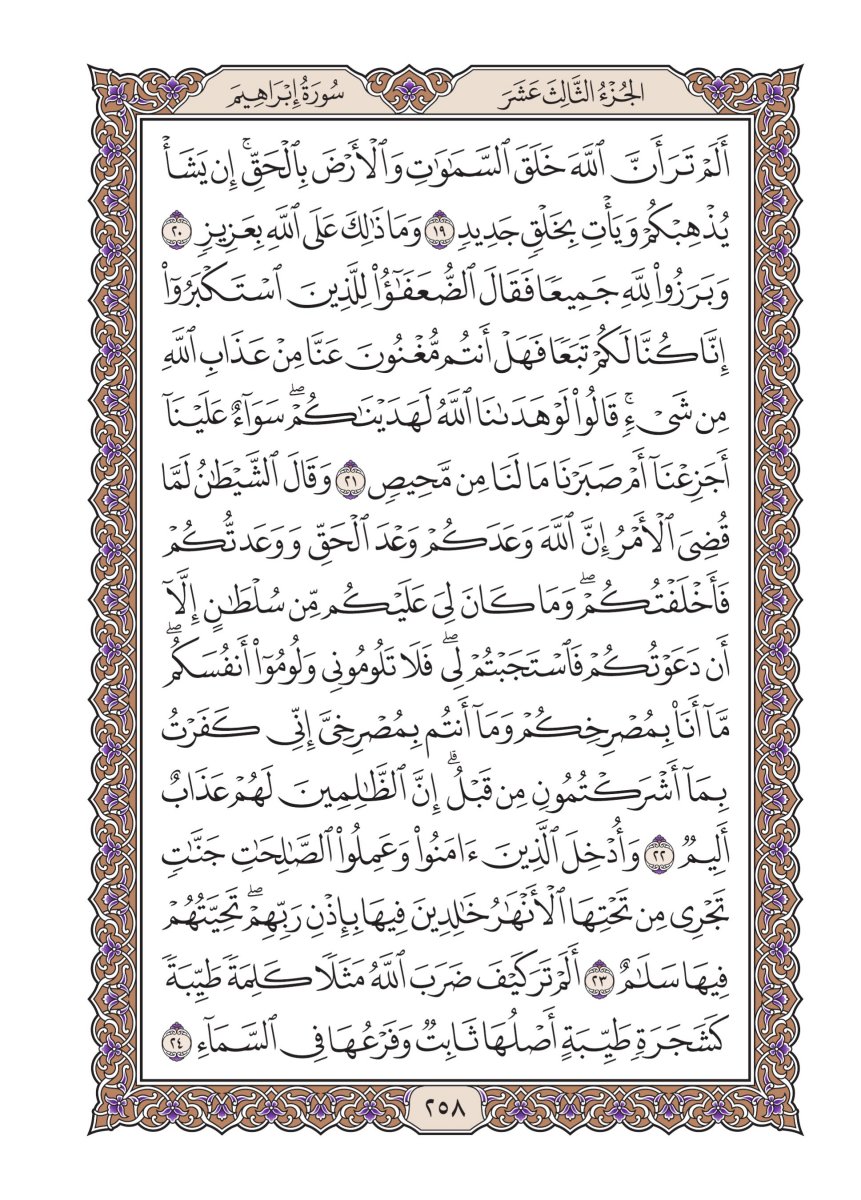 الجُزْءُ الثَّالِثَ عَشَرَ
سُورَةُ إِبْرَاهِيمَ
أَلَمْ تَرَ أَنَّ ٱللَّهَ خَلَقَ ٱلسَّمَٰوَٰتِ وَٱلْأَرْضَ بِٱلْحَقِّۚ إِن يَشَأْ
يُذْهِبْكُمْ وَيَأْتِ بِخَلْقٍ جَدِيدٍ ١٩ وَمَا ذَٰلِكَ عَلَى ٱللَّهِ بِعَزِيزٍ ٢٠
وَبَرَزُوا۟ لِلَّهِ جَمِيعًا فَقَالَ ٱلضُّعَفَٰٓؤُا۟ لِلَّذِينَ ٱسْتَكْبَرُوٓا۟
إِنَّا كُنَّا لَكُمْ تَبَعًا فَهَلْ أَنتُم مُّغْنُونَ عَنَّا مِنْ عَذَابِ ٱللَّهِ
مِن شَىْءٍۚ قَالُوا۟ لَوْ هَدَىٰنَا ٱللَّهُ لَهَدَيْنَٰكُمْۖ سَوَآءٌ عَلَيْنَآ
أَجَزِعْنَآ أَمْ صَبَرْنَا مَا لَنَا مِن مَّحِيصٍ ٢١ وَقَالَ ٱلشَّيْطَٰنُ لَمَّا
قُضِىَ ٱلْأَمْرُ إِنَّ ٱللَّهَ وَعَدَكُمْ وَعْدَ ٱلْحَقِّ وَوَعَدتُّكُمْ
فَأَخْلَفْتُكُمْۖ وَمَا كَانَ لِىَ عَلَيْكُم مِّن سُلْطَٰنٍ إِلَّآ
أَن دَعَوْتُكُمْ فَٱسْتَجَبْتُمْ لِىۖ فَلَا تَلُومُونِى وَلُومُوٓا۟ أَنفُسَكُمۖ
مَّآ أَنَا۠ بِمُصْرِخِكُمْ وَمَآ أَنتُم بِمُصْرِخِىَّ إِنِّى كَفَرْتُ
بِمَآ أَشْرَكْتُمُونِ مِن قَبْلُۗ إِنَّ ٱلظَّٰلِمِينَ لَهُمْ عَذَابٌ
أَلِيمٌ ٢٢ وَأُدْخِلَ ٱلَّذِينَ ءَامَنُوا۟ وَعَمِلُوا۟ ٱلصَّٰلِحَٰتِ جَنَّٰتٍ
تَجْرِى مِن تَحْتِهَا ٱلْأَنْهَٰرُ خَٰلِدِينَ فِيهَا بِإِذْنِ رَبِّهِمْۖ تَحِيَّتُهُمْ
فِيهَا سَلَٰمٌ ٢٣ أَلَمْ تَرَ كَيْفَ ضَرَبَ ٱللَّهُ مَثَلًا كَلِمَةً طَيِّبَةً
كَشَجَرَةٍ طَيِّبَةٍ أَصْلُهَا ثَابِتٌ وَفَرْعُهَا فِى ٱلسَّمَآءِ ٢٤
٢٥٨